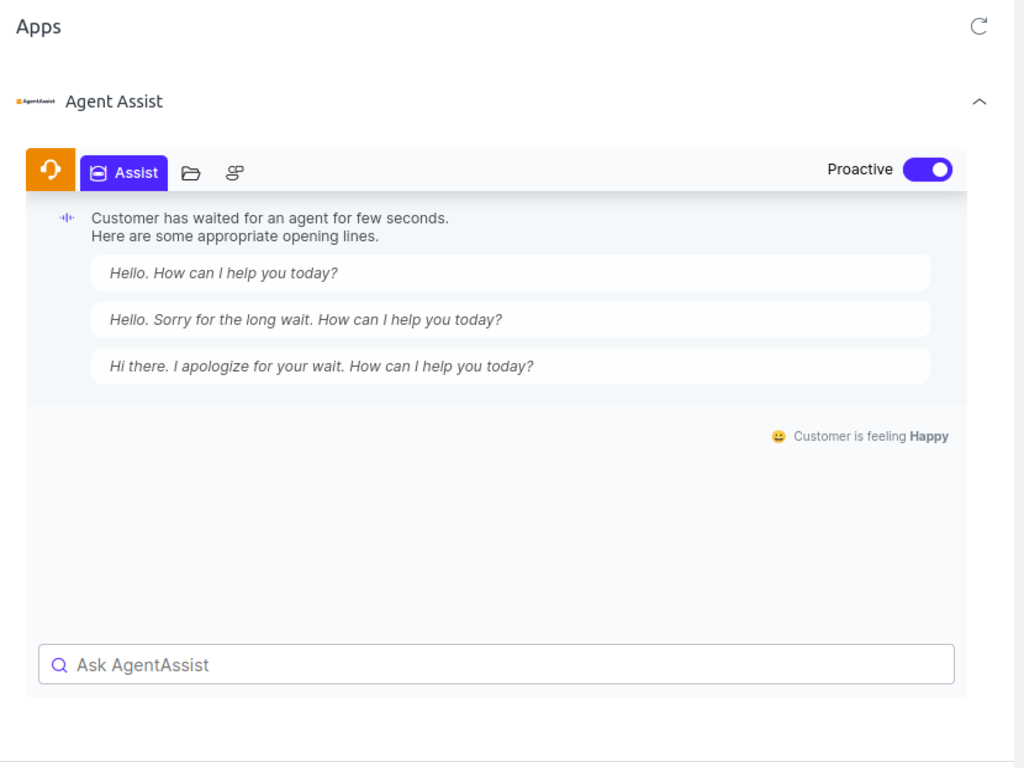 Apps
AgentAssist
Agent Assist
Assist
Proactive
Customer has waited for an agent for few seconds.
Here are some appropriate opening lines.
Hello. How can I help you today?
Hello. Sorry for the long wait. How can I help you today?
Hi there. I apologize for your wait. How can I help you today?
Customer is feeling Happy
Ask AgentAssist